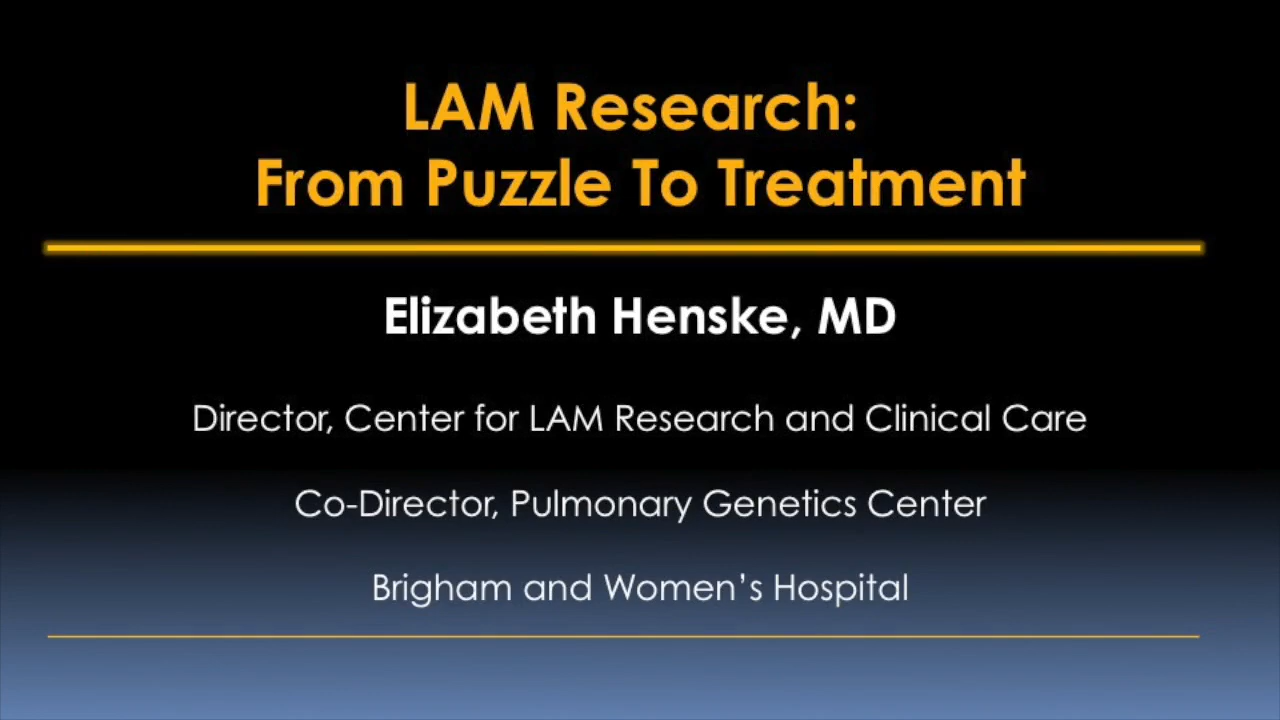 LAM Research:
From Puzzle To Treatment
Elizabeth Henske, MD
Director, Center for LAM Research and Clinical Care
Co-Director, Pulmonary Genetics Center
Brigham and Women’s Hospital